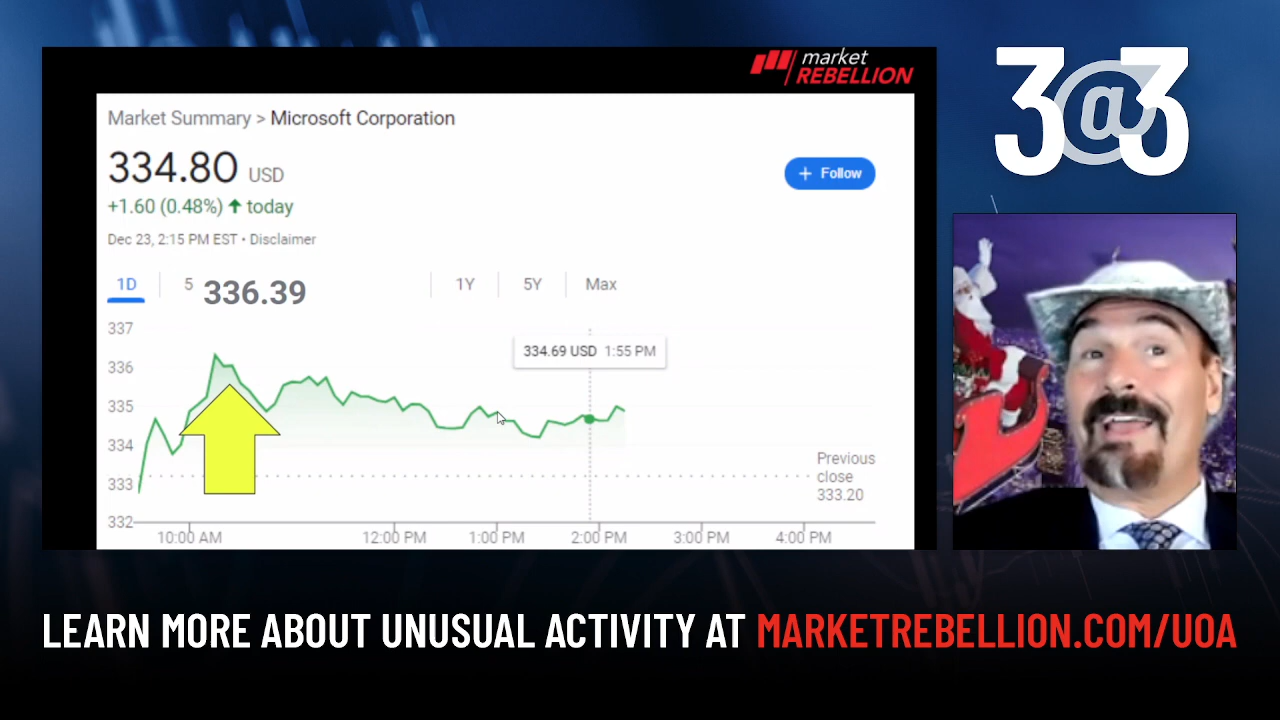 market
REBELLION
3@3
Market Summary > Microsoft Corporation
334.80 USD
+ Follow
+1.60 (0.48%) ↑ today
Dec 23, 2:15 PM EST • Disclaimer
1D 5 336.39 1Y 5Y Max
337
336
335
334
333
332
334.69 USD 1:55 PM
Previous
close
333.20
10:00 AM 12:00 PM 1:00 PM 2:00 PM 3:00 PM 4:00 PM
LEARN MORE ABOUT UNUSUAL ACTIVITY AT MARKETREBELLION.COM/UOA